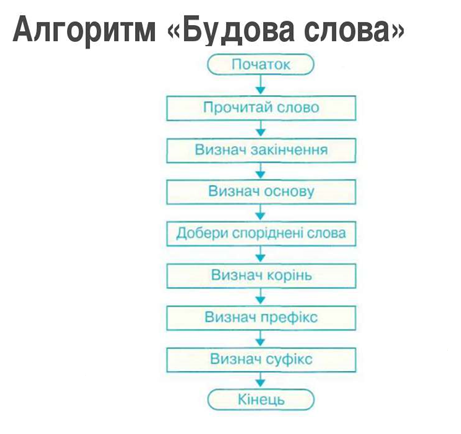 Алгоритм «Будова слова»
Початок
Прочитай слово
Визнач закінчення
Визнач основу
Добери споріднені слова
Визнач корінь
Визнач префікс
Визнач суфікс
Кінець